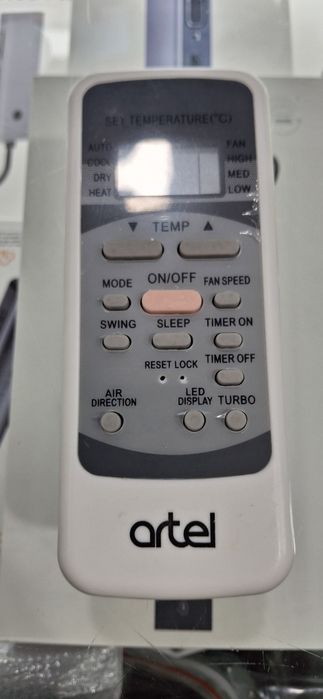 SET TEMPERATURE(°C)
AUTO FAN
COOL HIGH
DRY MED
HEAT LOW
▼ TEMP ▲
ON/OFF
MODE FAN SPEED
SWING SLEEP TIMER ON
RESET LOCK TIMER OFF
AIR DIRECTION
LED DISPLAY
TURBO
artel